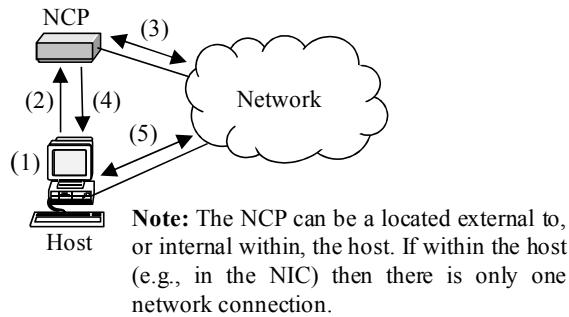 NCP
(3)
Network
(2)
(4)
(5)
(1)
Host
Note: The NCP can be a located external to,
or internal within, the host. If within the host
(e.g., in the NIC) then there is only one
network connection.